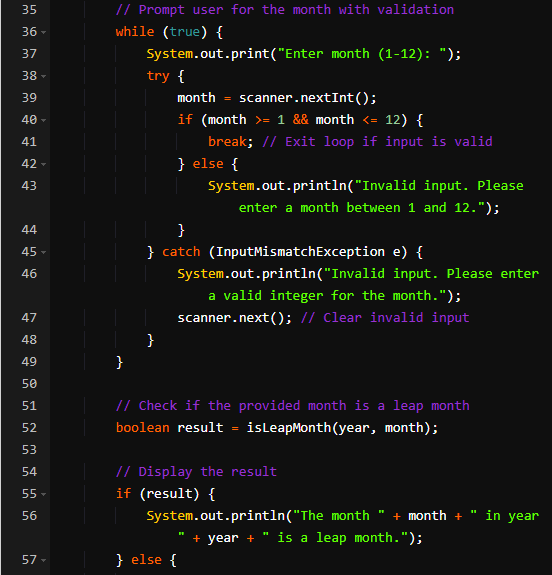 35 // Prompt user for the month with validation
36 while (true) {
37 System.out.print("Enter month (1-12): ");
38 try {
39 month = scanner.nextInt();
40 if (month >= 1 && month <= 12) {
41 break; // Exit loop if input is valid
42 } else {
43 System.out.println("Invalid input. Please
enter a month between 1 and 12.");
44 }
45 } catch (InputMismatchException e) {
46 System.out.println("Invalid input. Please enter
a valid integer for the month.");
47 scanner.next(); // Clear invalid input
48 }
49 }
50
51 // Check if the provided month is a leap month
52 boolean result = isLeapMonth(year, month);
53
54 // Display the result
55 if (result) {
56 System.out.println("The month " + month + " in year
" + year + " is a leap month.");
57 } else {